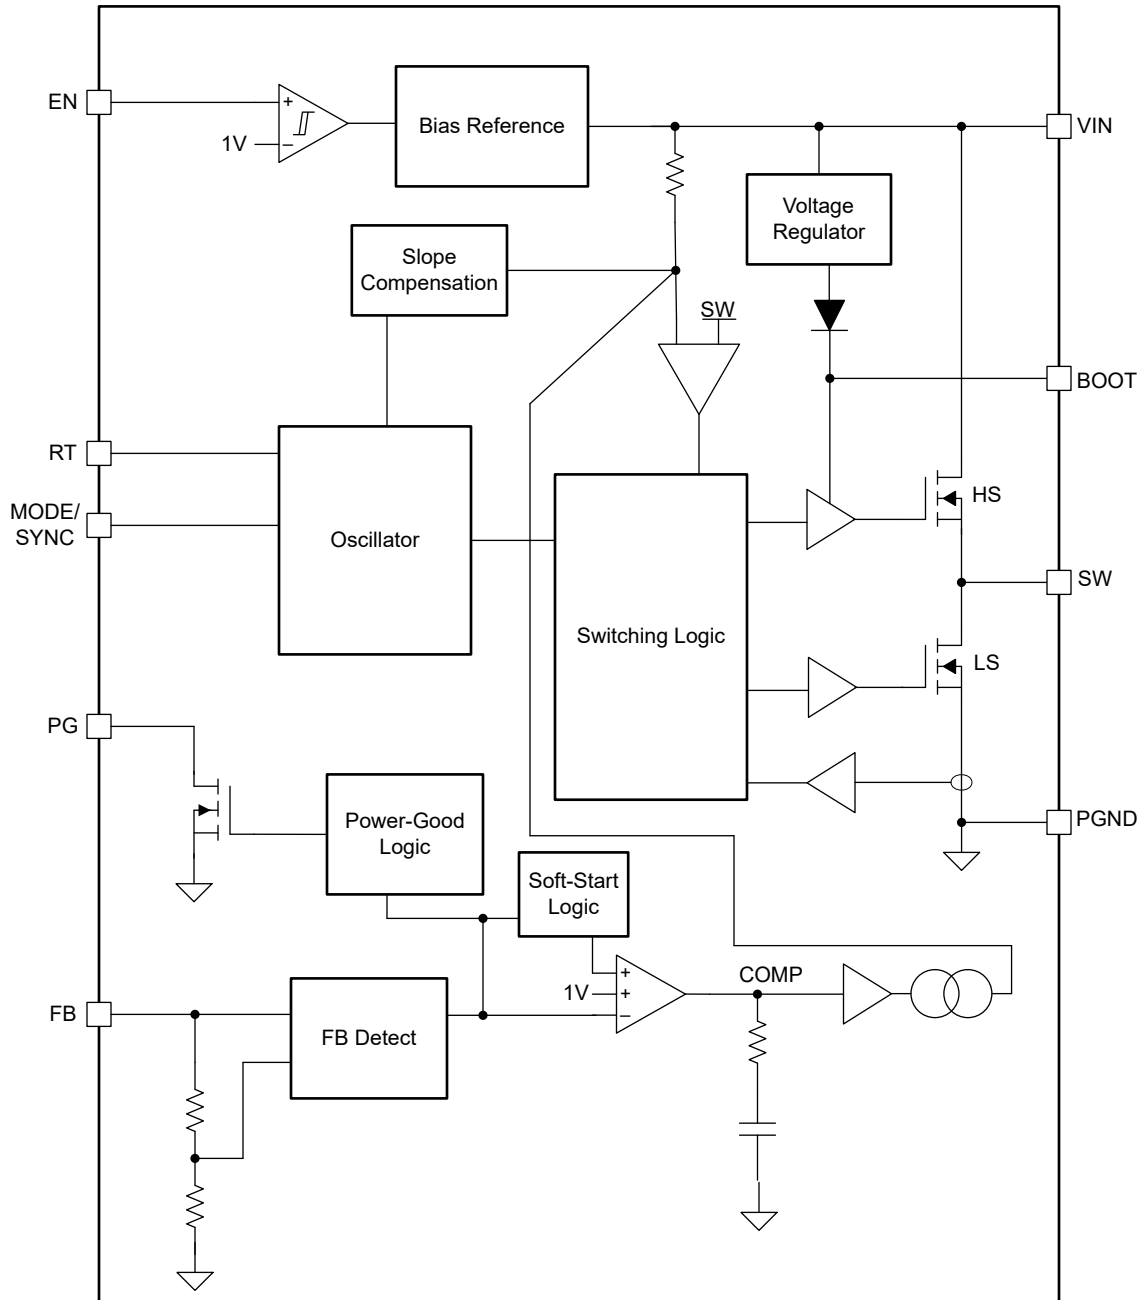 EN
+
1V
−
Bias Reference
VIN
Voltage
Regulator
Slope
Compensation
SW
BOOT
RT
MODE/
SYNC
Oscillator
HS
SW
Switching Logic
LS
PG
Power-Good
Logic
PGND
Soft-Start
Logic
+
1V
+
−
COMP
FB
FB Detect